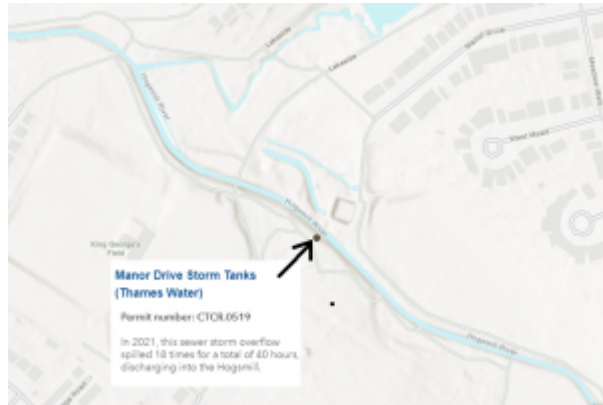 Lakeside
Lakeside
Manor Drive
Hogsmill River
Hogsmill River
King George's
Field
Manor Drive Storm Tanks
(Thames Water)
Permit number: CTCR.0519
In 2021, this sewer storm overflow
spilled 18 times for a total of 40 hours,
discharging into the Hogsmill.
Hogsmill River